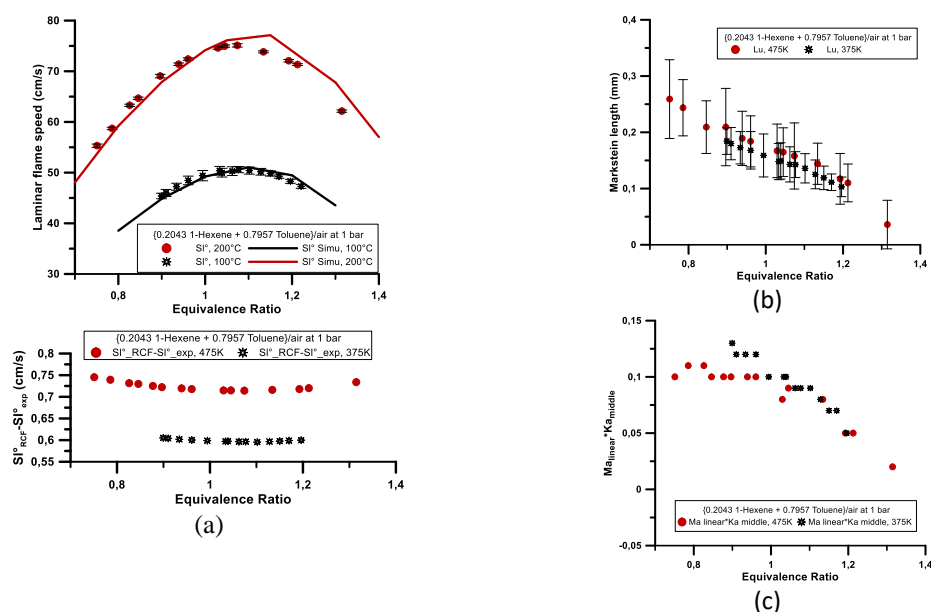 80
70
60
50
40
30
Laminar flame speed (cm/s)
{0.2043 1-Hexene + 0.7957 Toluene}/air at 1 bar
Sl°, 200°C Sl° Simu, 100°C
Sl°, 100°C Sl° Simu, 200°C
0,8 1 1,2 1,4
Equivalence Ratio
{0.2043 1-Hexene + 0.7957 Toluene}/air at 1 bar
Sl°_RCF-Sl°_exp, 475K Sl°_RCF-Sl°_exp, 375K
0,8
0,75
0,7
0,65
0,6
0,55
Sl°RCF-Sl°exp (cm/s)
0,8 1 1,2 1,4
Equivalence Ratio
(a)
{0.2043 1-Hexene + 0.7957 Toluene}/air at 1 bar
Lu, 475K Lu, 375K
0,4
0,3
0,2
0,1
0
Markstein length (mm)
0,8 1 1,2 1,4
Equivalence Ratio
(b)
0,15
0,1
0,05
0
-0,05
Malinear*Kamiddle
{0.2043 1-Hexene + 0.7957 Toluene}/air at 1 bar
Ma linear*Ka middle, 475K Ma linear*Ka middle, 375K
0,8 1 1,2 1,4
Equivalence Ratio
(c)